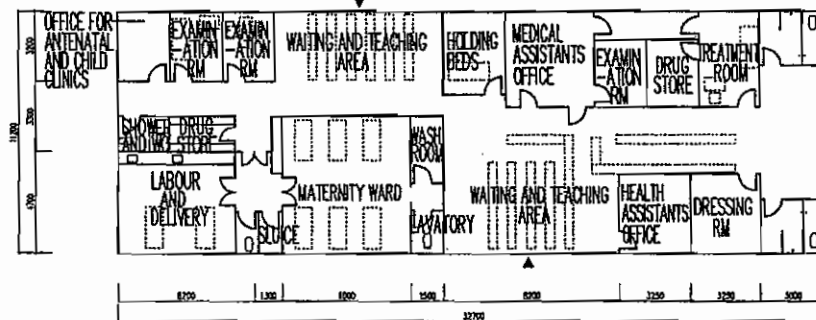 OFFICE FOR
ANTENATAL
AND CHILD
CLINICS
EXAMIN
-ATION
RM
EXAMIN
-ATION
RM
WAITING AND TEACHING
AREA
HOLDING
BEDS
MEDICAL
ASSISTANTS
OFFICE
EXAMIN
-ATION
RM
DRUG
STORE
TREATMENT
ROOM
SHOWER
AND WC
DRUG
STORE
WASH
ROOM
LABOUR
AND
DELIVERY
SLUICE
MATERNITY WARD
LAVATORY
WAITING AND TEACHING
AREA
HEALTH
ASSISTANTS
OFFICE
DRESSING
RM
3200
3300
4700
11200
1300
1500
8200
3250
3250
32700